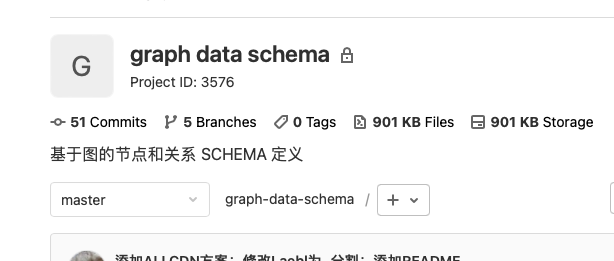 G
graph data schema
Project ID: 3576
51 Commits 5 Branches 0 Tags 901 KB Files 901 KB Storage
基于图的节点和关系 SCHEMA 定义
master graph-data-schema / +